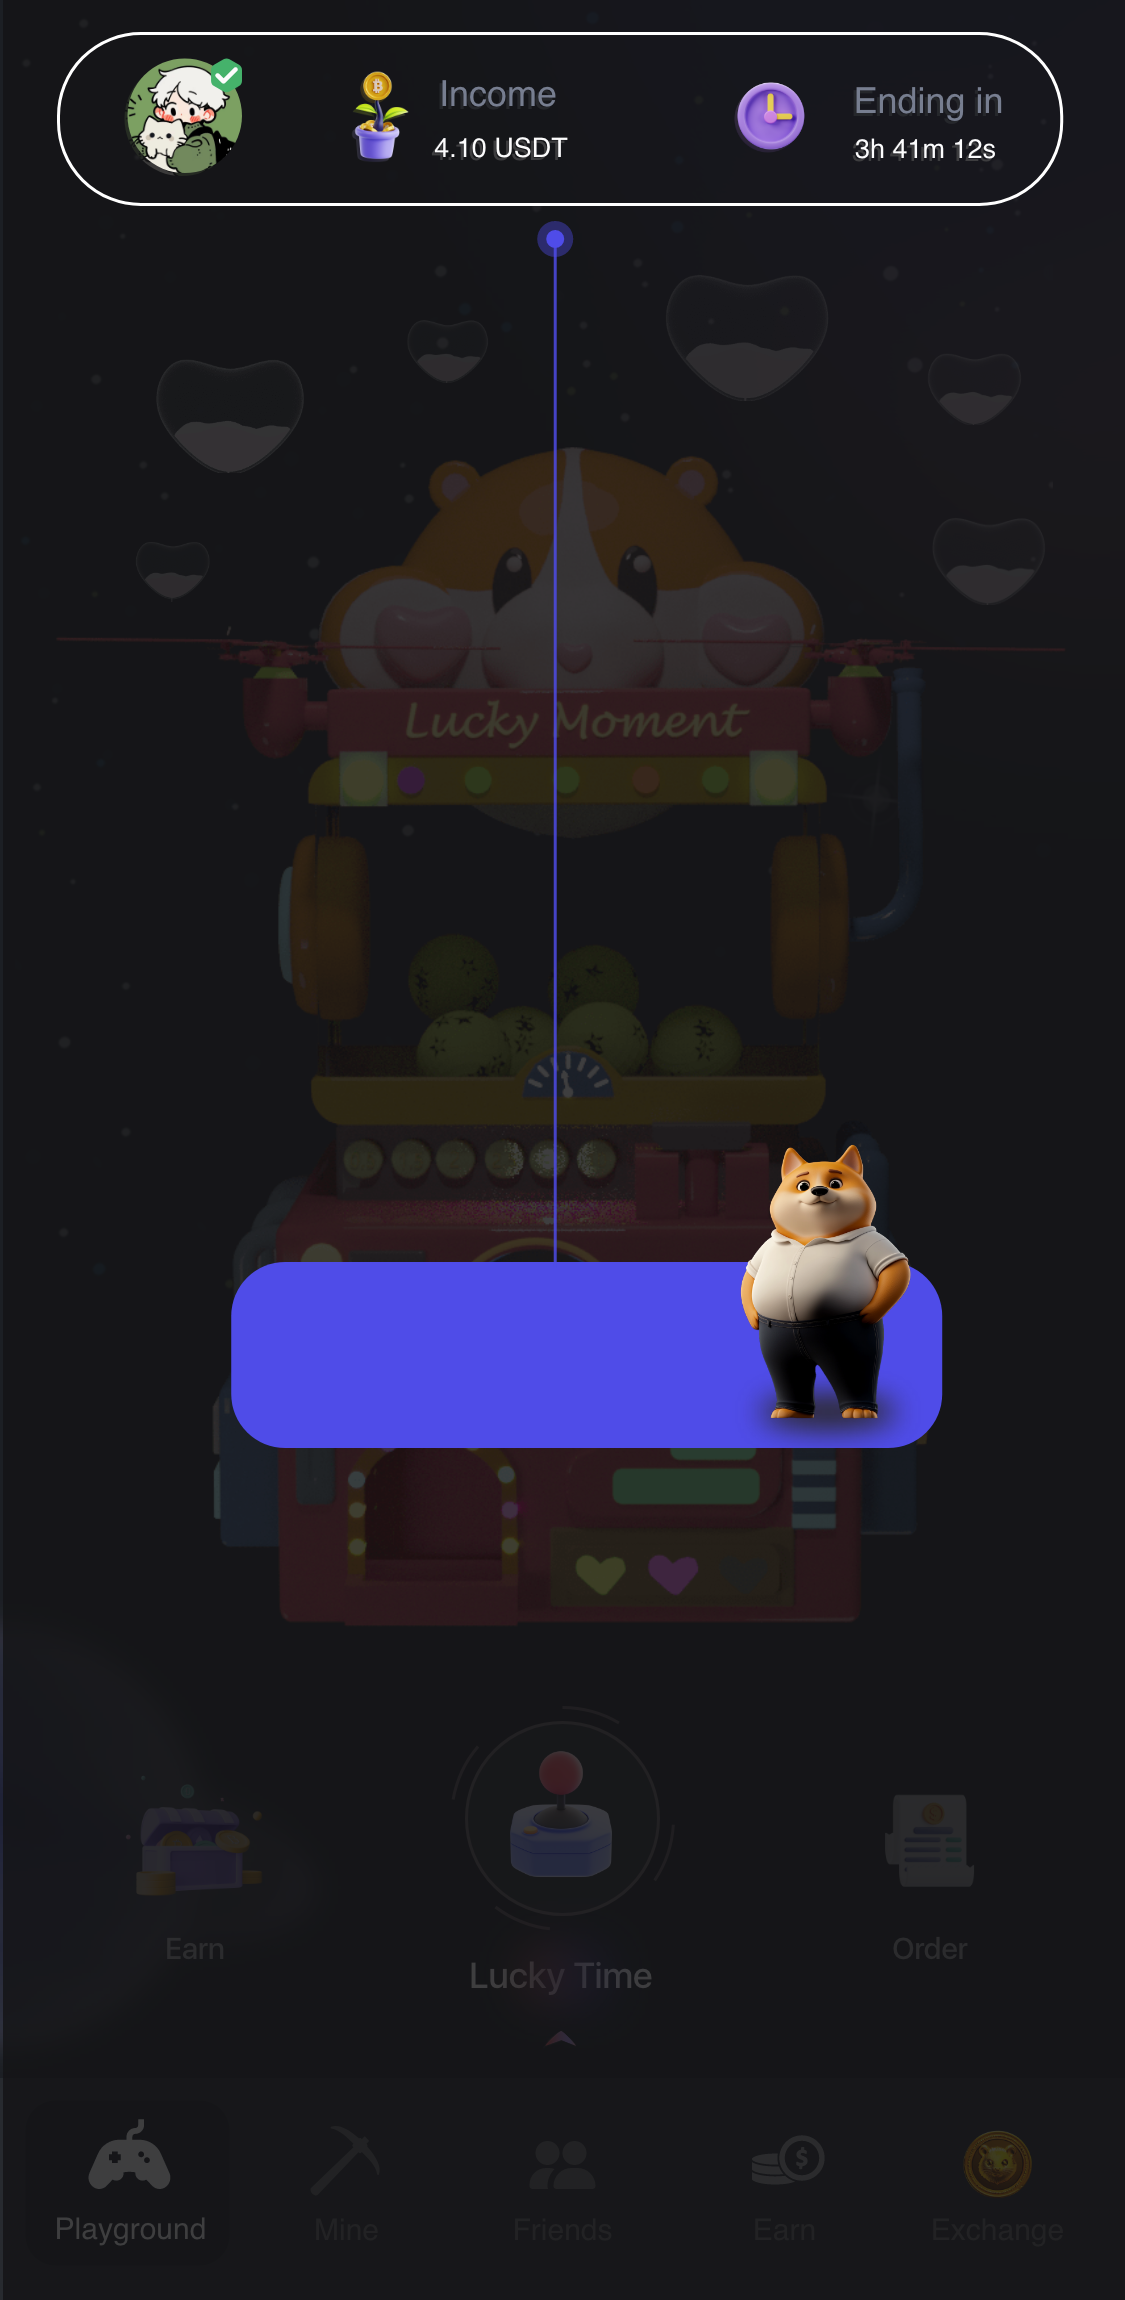 Income
4.10 USDT
Ending in
3h 41m 12s
Lucky Moment
Earn
Lucky Time
Order
Playground
Mine
Friends
Earn
Exchange